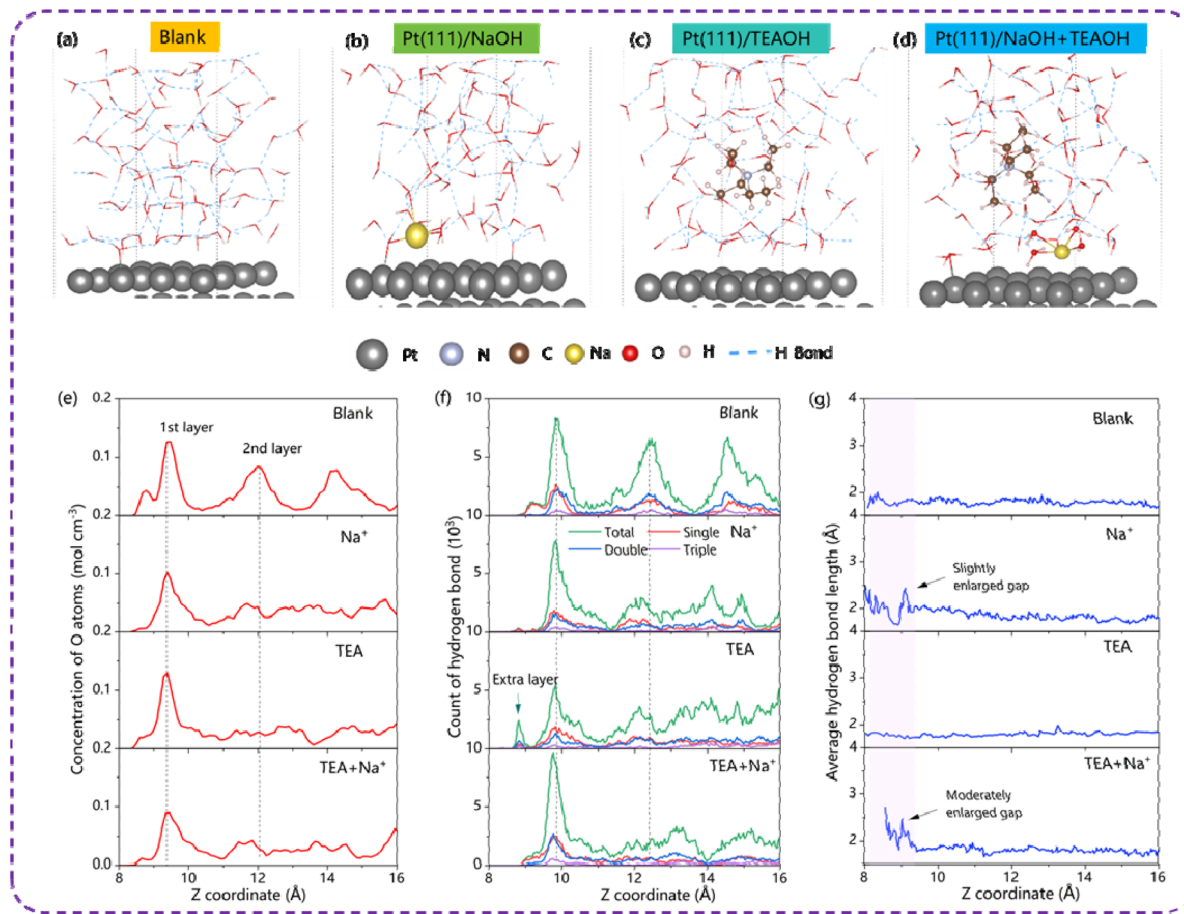 (a) Blank
(b) Pt(111)/NaOH
(c) Pt(111)/TEAOH
(d) Pt(111)/NaOH+TEAOH
Pt N C Na O H H Bond
(e)
0.2
Blank
1st layer
2nd layer
0.1
0.2
Na⁺
0.1
0.2
TEA
0.1
0.2
TEA+Na⁺
0.1
0.0
8 10 12 14 16
Z coordinate (Å)
Concentration of O atoms (mol cm⁻³)
(f)
10
Blank
5
10
Total Single Na⁺
Double Triple
5
10
TEA
Extra layer
5
10
TEA+Na⁺
5
0
8 10 12 14 16
Z coordinate (Å)
Count of hydrogen bond (10³)
(g)
4
Blank
3
2
4
Na⁺
3
Slightly
enlarged gap
2
4
TEA
3
2
4
TEA+Na⁺
3
Moderately
enlarged gap
2
8 10 12 14 16
Z coordinate (Å)
Average hydrogen bond length (Å)